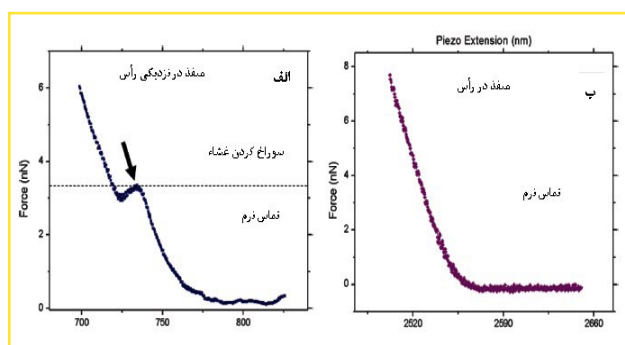 الف
منفذ در نزدیکی رأس
سوراخ کردن غشاء
تماس نرم
Force (nN)
6
4
2
0
700
750
800
Piezo Extension (nm)
ب
منفذ در رأس
تماس نرم
Force (nN)
8
6
4
2
0
2520
2590
2660